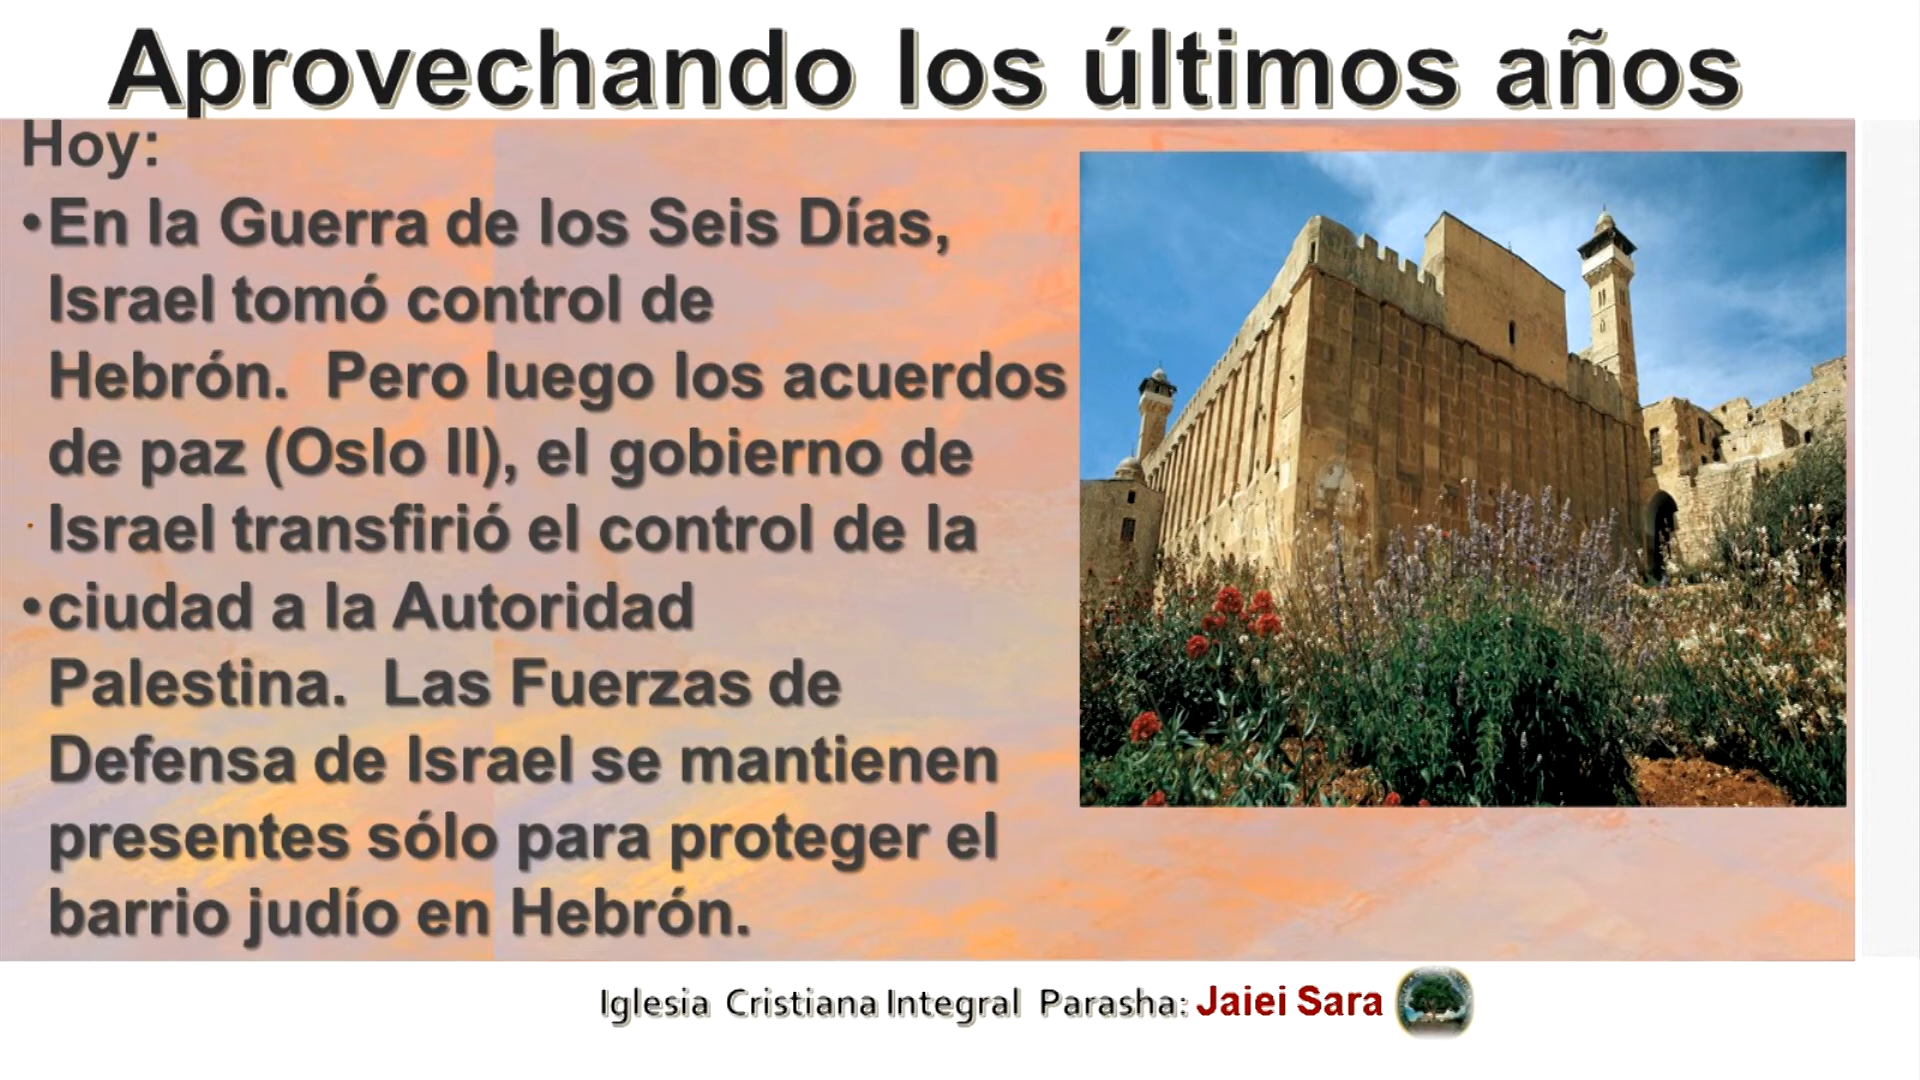 Aprovechando los últimos años
Hoy:
•En la Guerra de los Seis Días,
Israel tomó control de
Hebrón.  Pero luego los acuerdos
de paz (Oslo II), el gobierno de
Israel transfirió el control de la
•ciudad a la Autoridad
Palestina.  Las Fuerzas de
Defensa de Israel se mantienen
presentes sólo para proteger el
barrio judío en Hebrón.
Iglesia Cristiana Integral Parasha: Jaiei Sara